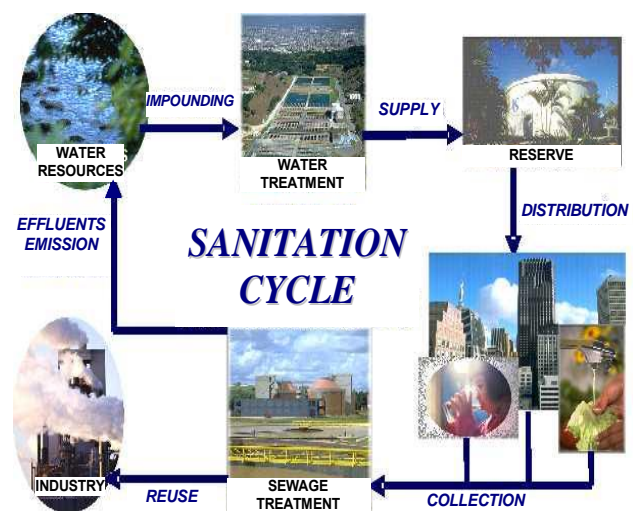 IMPOUNDING
SUPPLY
WATER
RESOURCES
WATER
TREATMENT
RESERVE
EFFLUENTS
EMISSION
DISTRIBUTION
SANITATION
CYCLE
INDUSTRY
REUSE
SEWAGE
TREATMENT
COLLECTION